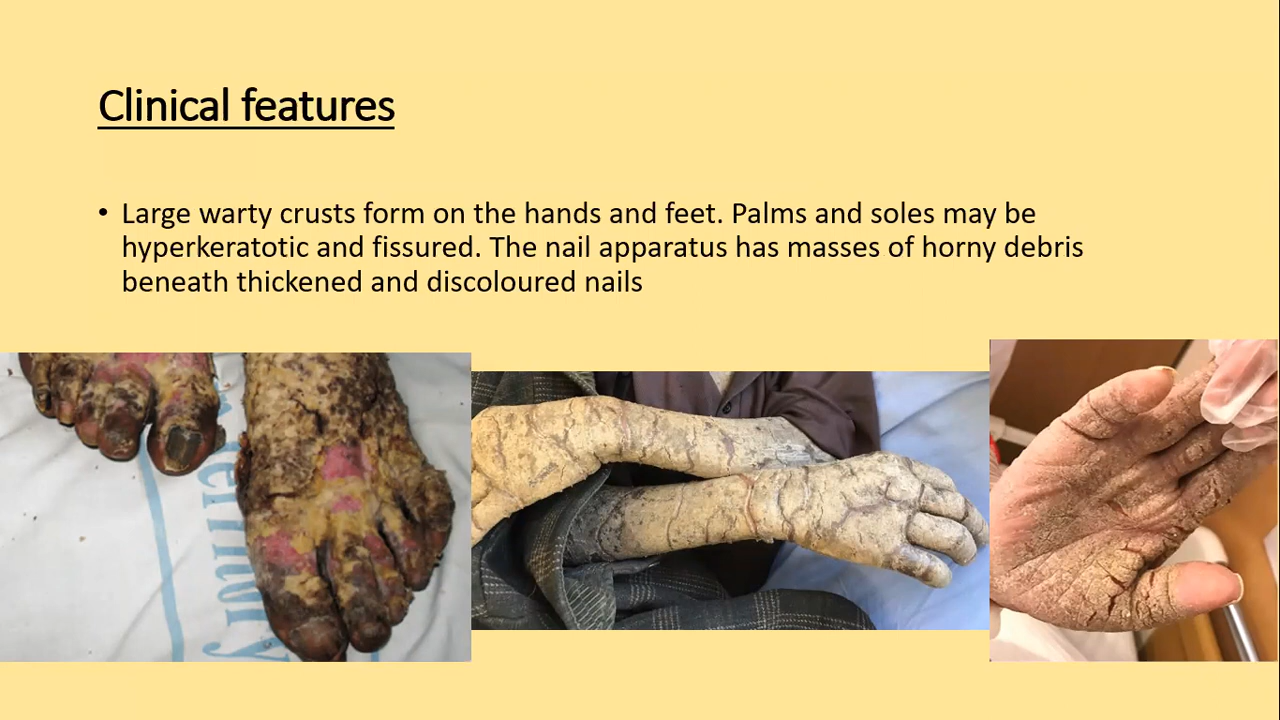 Clinical features
• Large warty crusts form on the hands and feet. Palms and soles may be
hyperkeratotic and fissured. The nail apparatus has masses of horny debris
beneath thickened and discoloured nails